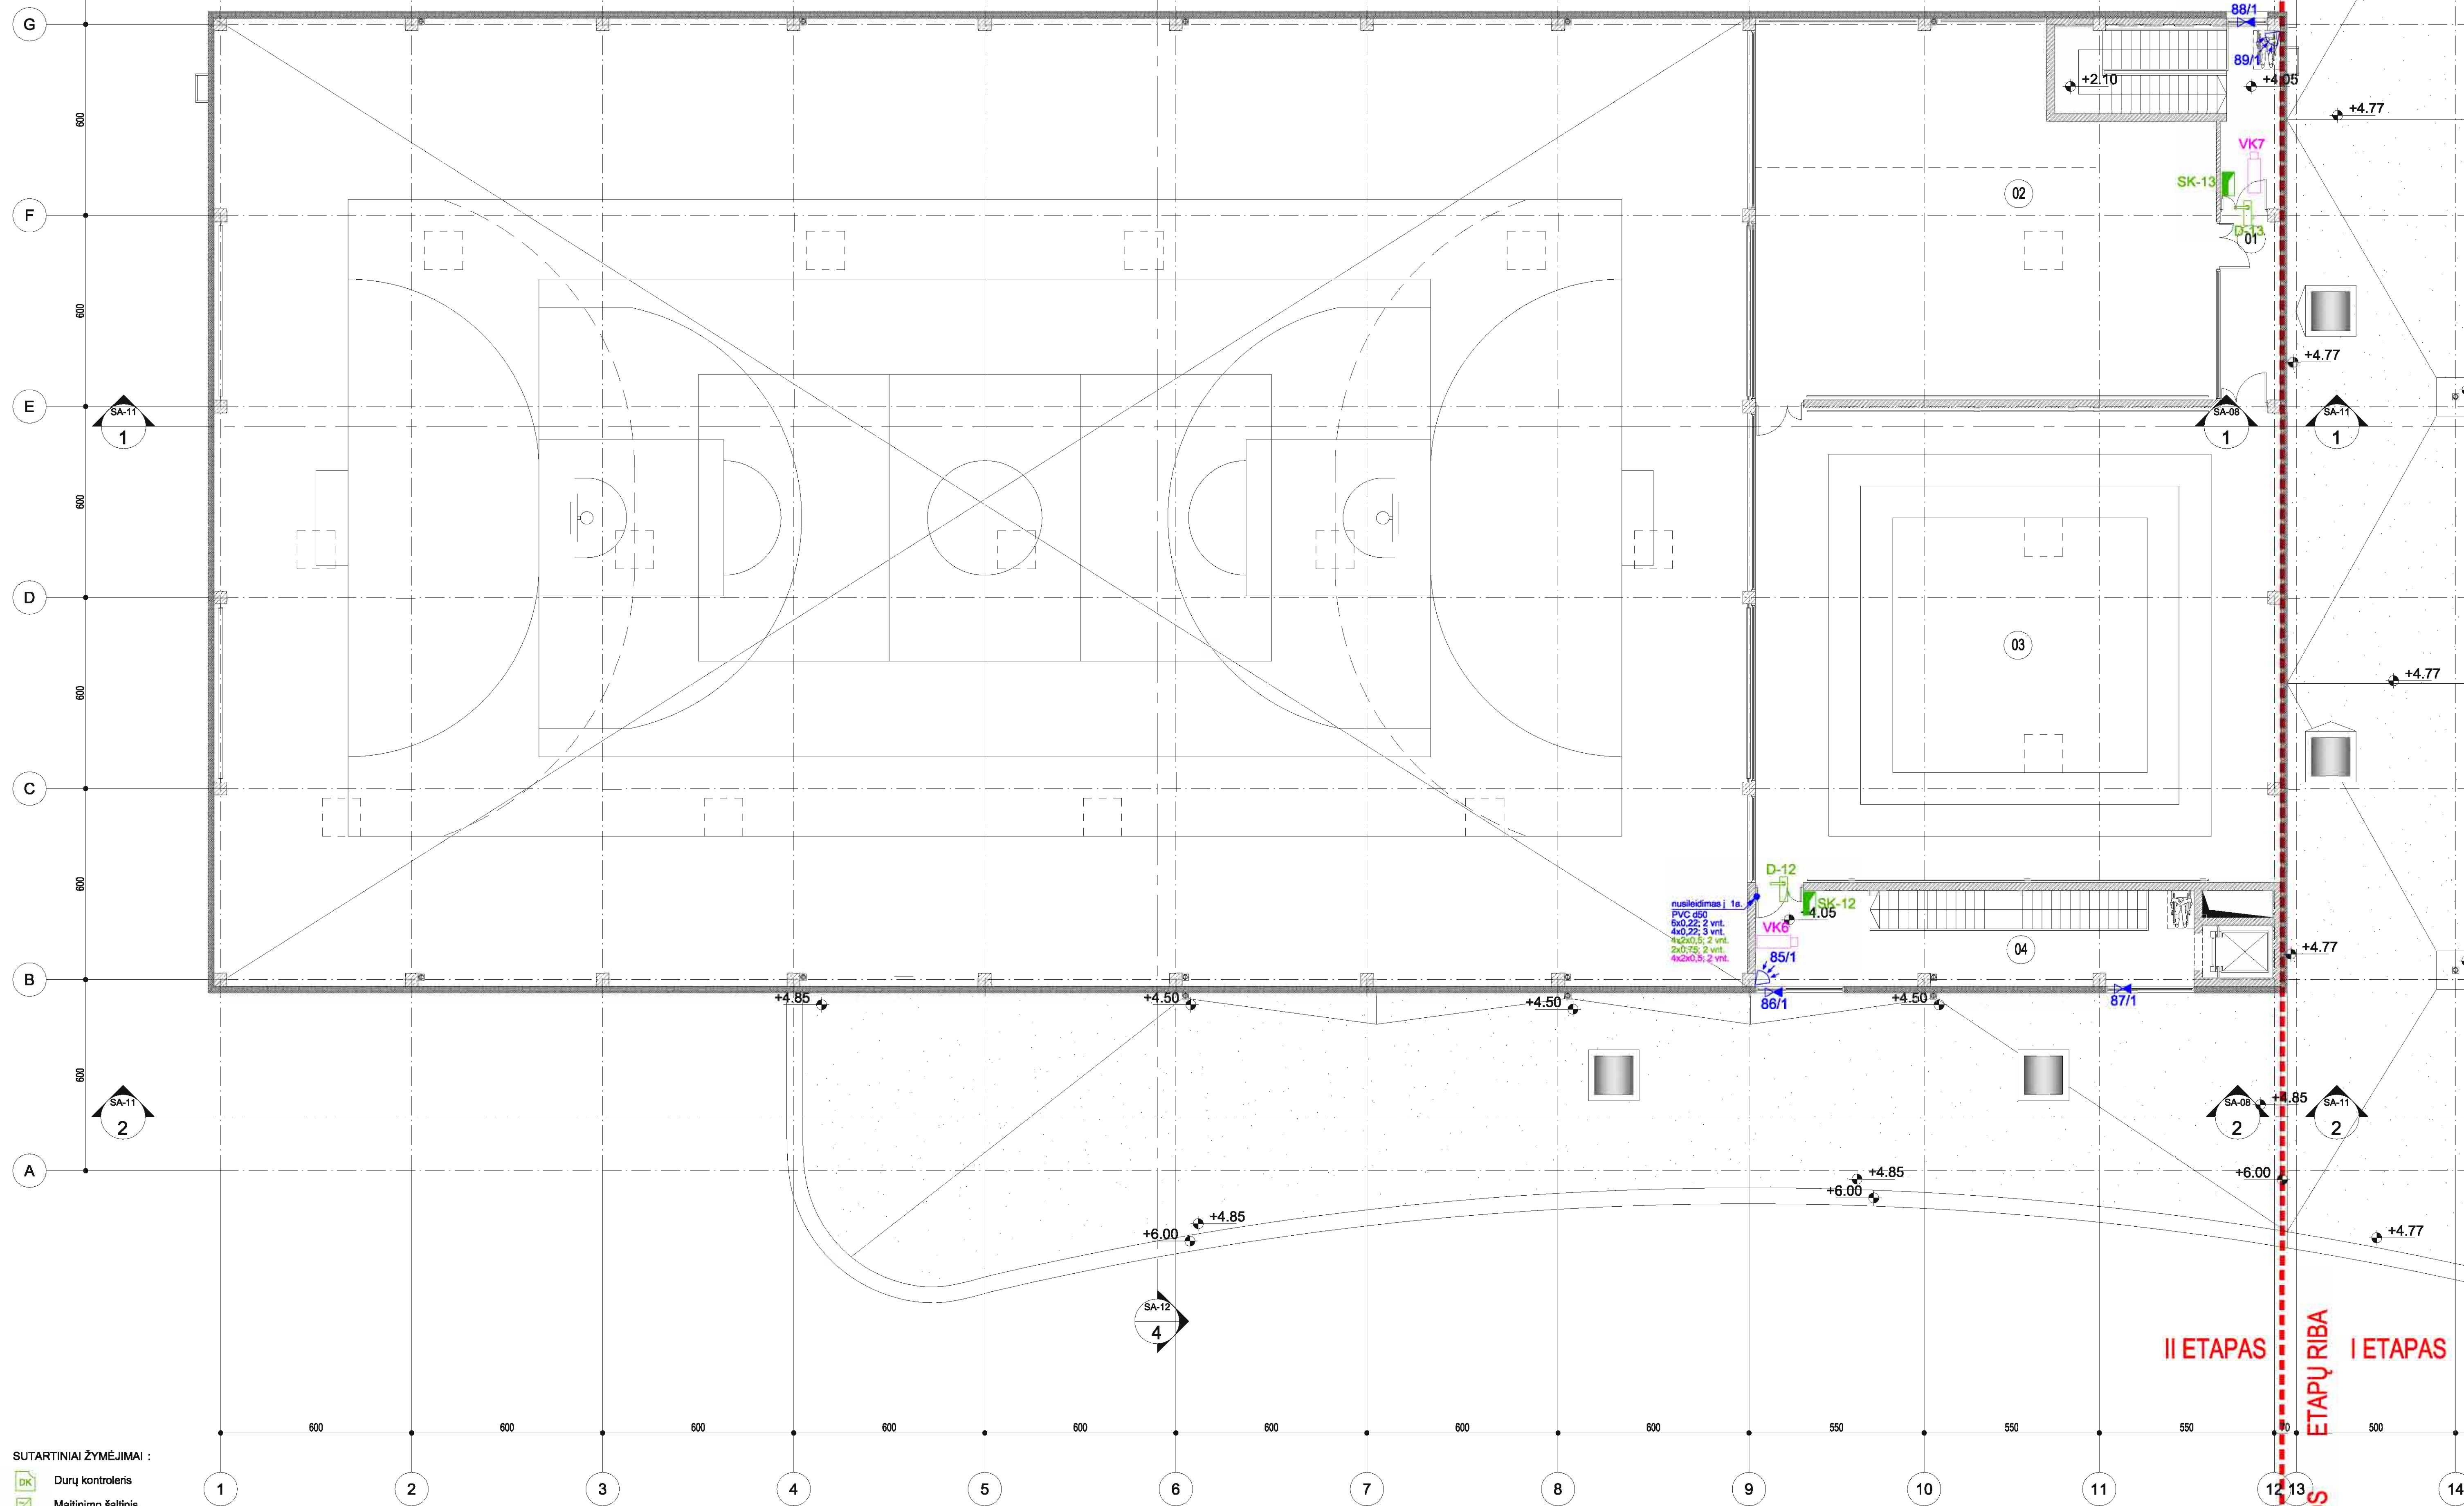 G
88/1
89/1
+2.10
+4.05
+4.77
600
VK7
SK-13
02
F
D-13
01
600
+4.77
E
SA-11
1
SA-08
1
SA-11
1
600
D
03
+4.77
600
C
600
D-12
nusileidimas į 1a.
PVC d50
6x0,22; 2 vnt.
4x0,22; 3 vnt.
4x2x0,5; 2 vnt.
2x0,75; 2 vnt.
4x2x0,5; 2 vnt.
SK-12
+4.05
VK6
85/1
04
+4.77
B
+4.85
+4.50
+4.50
86/1
+4.50
87/1
600
SA-11
2
SA-08
2
+4.85
SA-11
2
A
+4.85
+6.00
+6.00
+4.85
+6.00
+4.77
SA-12
4
II ETAPAS
ETAPŲ RIBA
I ETAPAS
600
600
600
600
600
600
600
600
550
550
550
500
SUTARTINIAI ŽYMĖJIMAI :
DK
Durų kontroleris
Maitinimo šaltinis
1
2
3
4
5
6
7
8
9
10
11
12
13
14
S